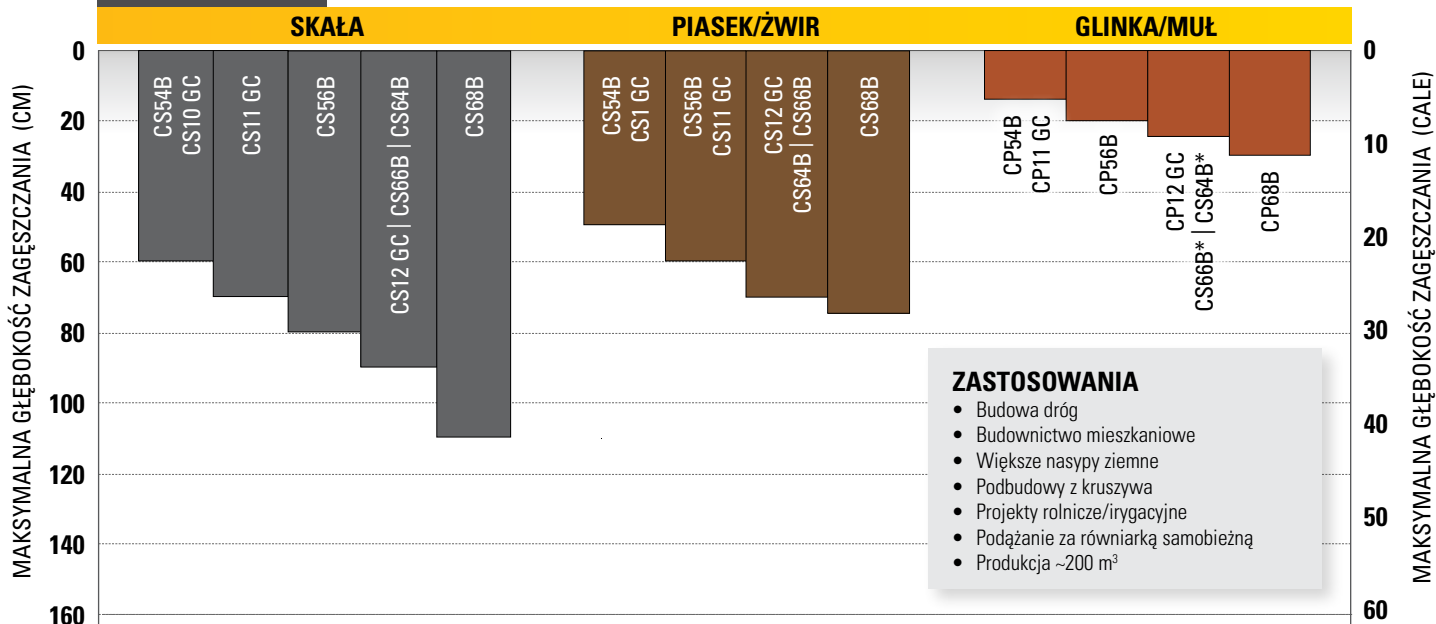 SKAŁA
PIASEK/ŻWIR
GLINKA/MUŁ
MAKSYMALNA GŁĘBOKOŚĆ ZAGĘSZCZANIA (CM)
0
20
40
60
80
100
120
140
160
CS54B
CS10 GC
CS11 GC
CS56B
CS12 GC | CS66B | CS64B
CS68B
CS54B
CS1 GC
CS56B
CS11 GC
CS12 GC
CS64B | CS66B
CS68B
CP54B
CP11 GC
CP56B
CP12 GC
CS66B* | CS64B*
CP68B
ZASTOSOWANIA
• Budowa dróg
• Budownictwo mieszkaniowe
• Większe nasypy ziemne
• Podbudowy z kruszywa
• Projekty rolnicze/irygacyjne
• Podążanie za równiarką samobieżną
• Produkcja ~200 m³
0
10
20
30
40
50
60
MAKSYMALNA GŁĘBOKOŚĆ ZAGĘSZCZANIA (CALE)